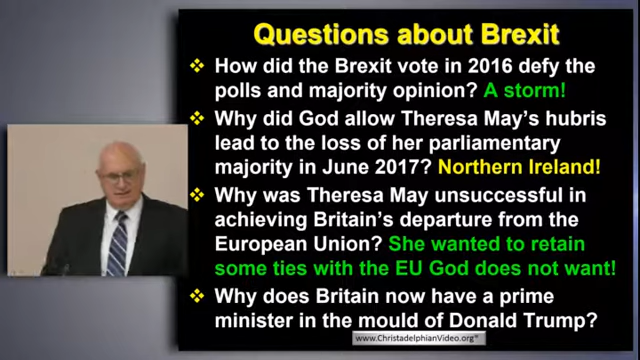 Questions about Brexit
❖ How did the Brexit vote in 2016 defy the
polls and majority opinion? A storm!
❖ Why did God allow Theresa May's hubris
lead to the loss of her parliamentary
majority in June 2017? Northern Ireland!
❖ Why was Theresa May unsuccessful in
achieving Britain's departure from the
European Union? She wanted to retain
some ties with the EU God does not want!
❖ Why does Britain now have a prime
minister in the mould of Donald Trump?
www.ChristadelphianVideo.org